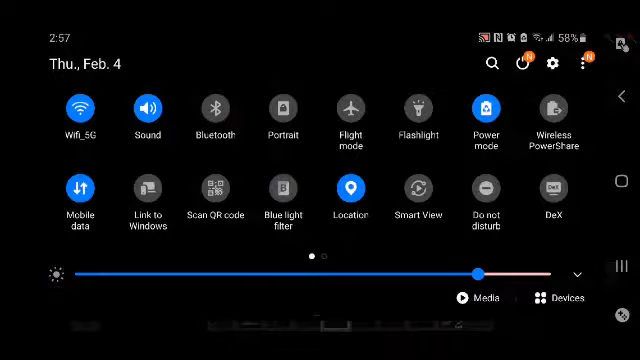 2:57
58%
Thu., Feb. 4
N
N
Wifi_5G
Sound
Bluetooth
Portrait
Flight
mode
Flashlight
Power
mode
Wireless
PowerShare
Mobile
data
Link to
Windows
Scan QR code
Blue light
filter
Location
Smart View
Do not
disturb
DeX
Media
Devices